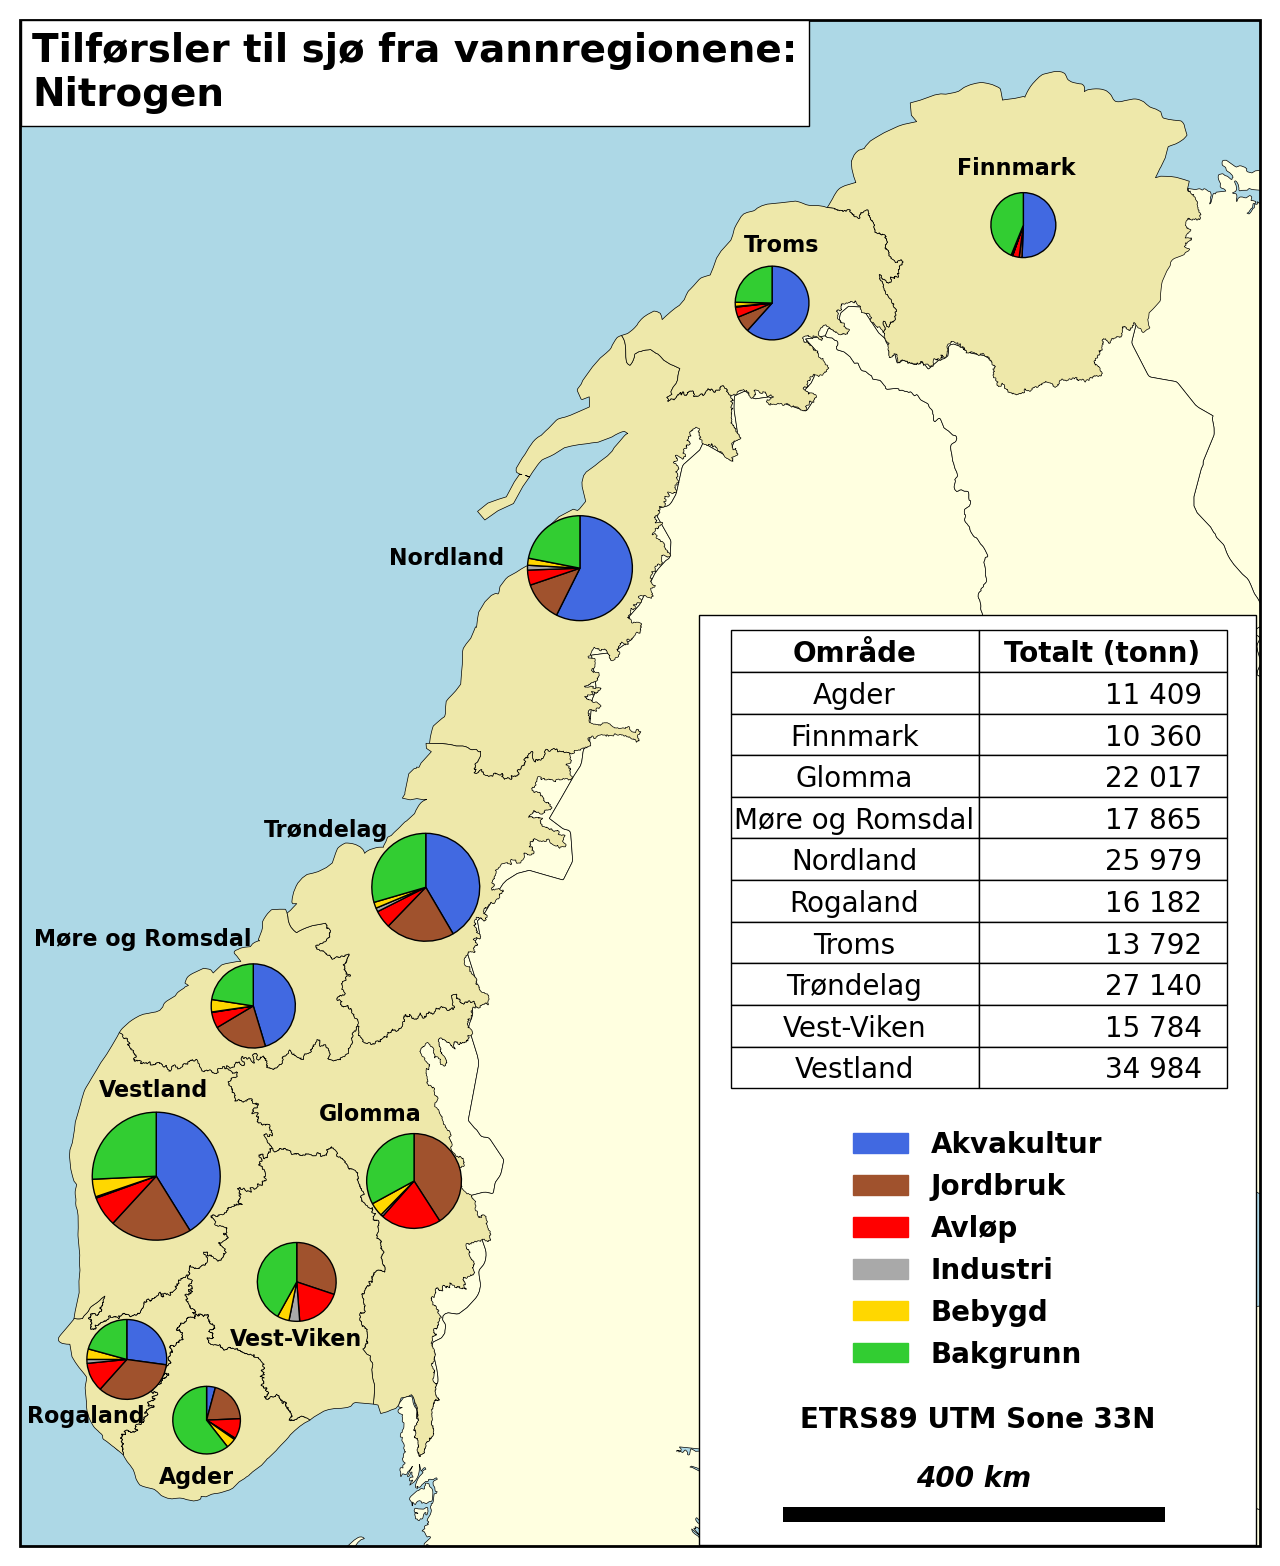 Tilførsler til sjø fra vannregionene:
Nitrogen
Finnmark
Troms
Nordland
Trøndelag
Møre og Romsdal
Vestland
Glomma
Vest-Viken
Rogaland
Agder
Område Totalt (tonn)
Agder 11 409
Finnmark 10 360
Glomma 22 017
Møre og Romsdal 17 865
Nordland 25 979
Rogaland 16 182
Troms 13 792
Trøndelag 27 140
Vest-Viken 15 784
Vestland 34 984
Akvakultur
Jordbruk
Avløp
Industri
Bebygd
Bakgrunn
ETRS89 UTM Sone 33N
400 km